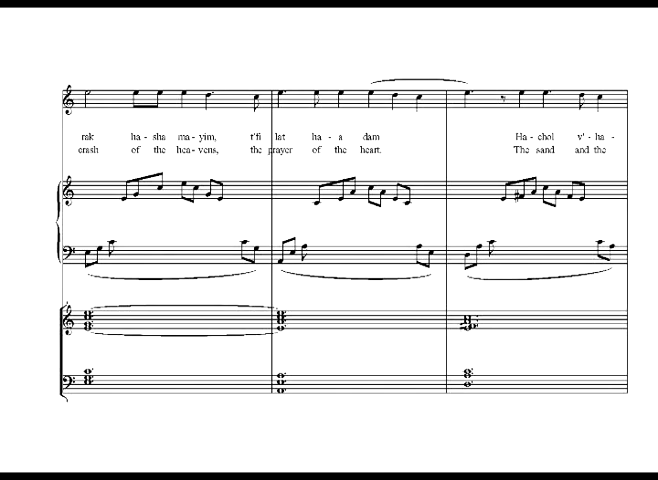 rak ha - sha ma - yim, t'fi lat ha - a dam Ha - chol v' - ha -
crash of the hea - vens, the prayer of the heart. The sand and the